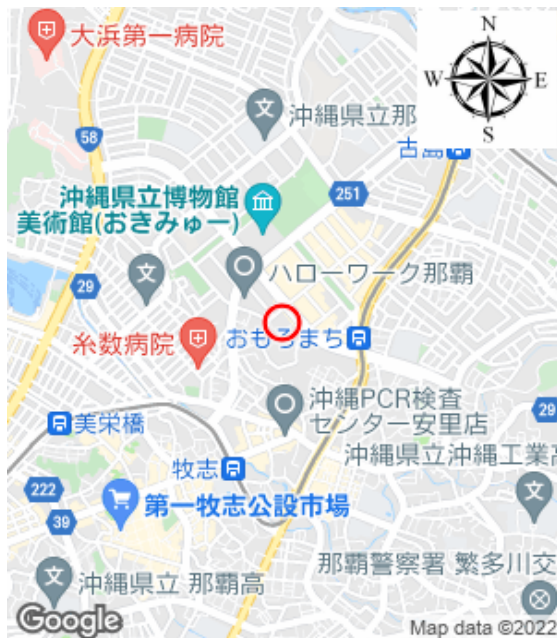 大浜第一病院
N
W
E
S
58
沖縄県立那
古島
沖縄県立博物館
美術館(おきみゅー)
251
29
ハローワーク那覇
糸数病院
おもろまち
沖縄PCR検査
センター安里店
美栄橋
29
沖縄県立沖縄工業高
牧志
222
第一牧志公設市場
39
那覇警察署 繁多川交
沖縄県立 那覇高
Google
Map data ©2022